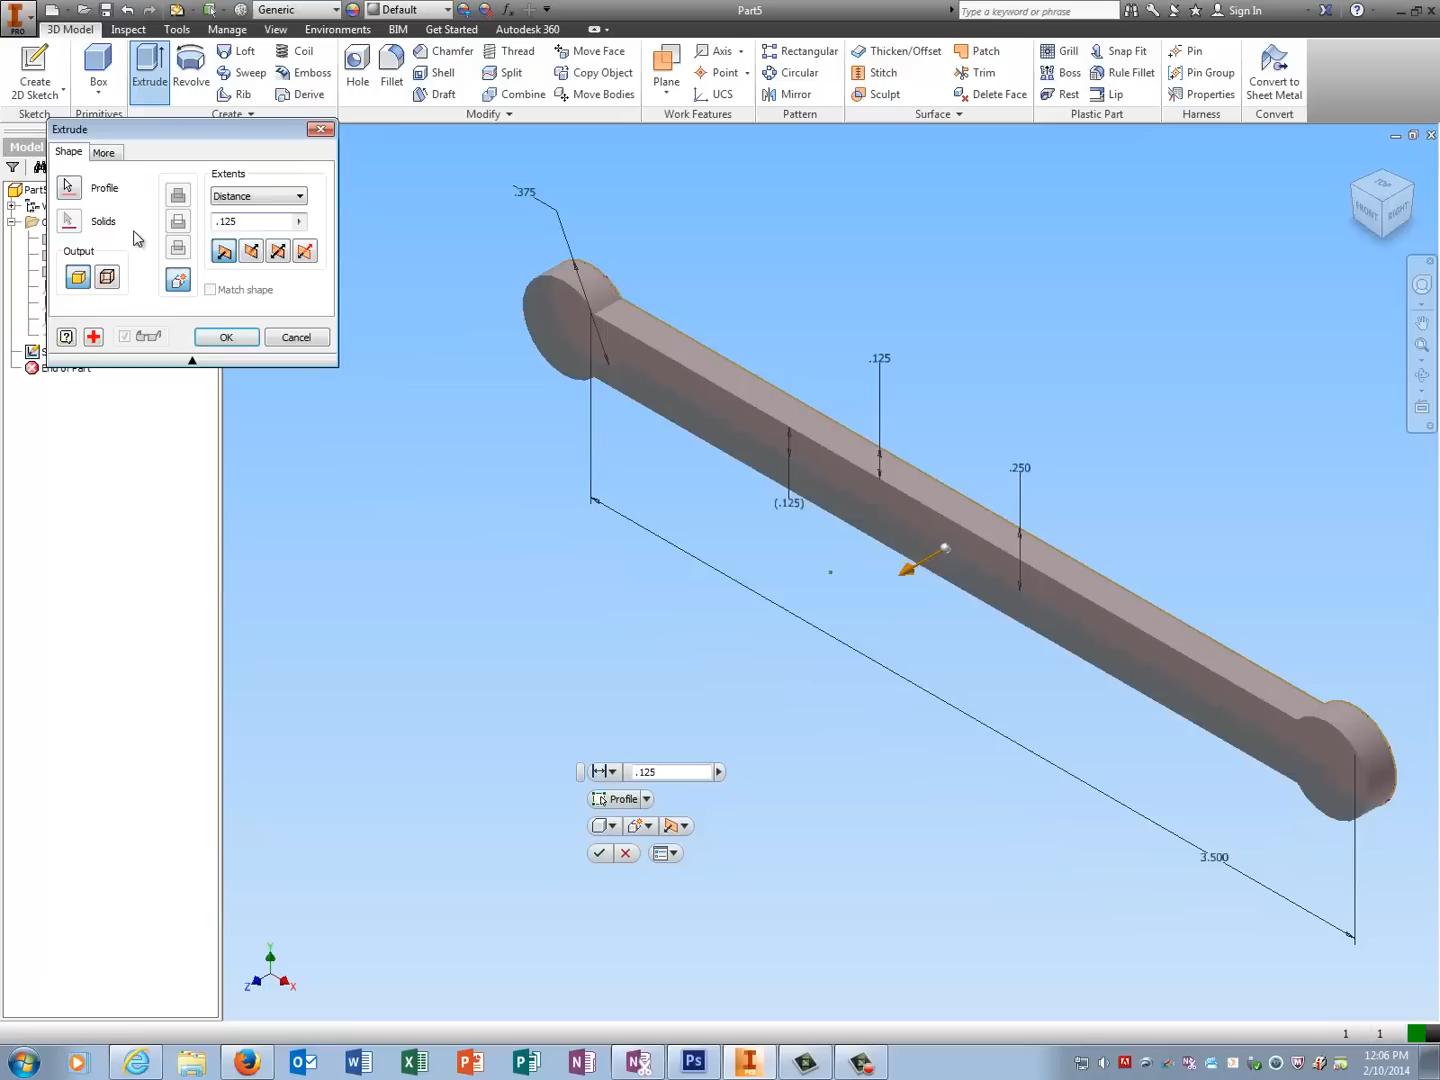 PRO
Generic
Default
fx
Part5
Type a keyword or phrase
Sign In
3D Model
Inspect
Tools
Manage
View
Environments
BIM
Get Started
Autodesk 360
Create
2D Sketch
Sketch
Box
Primitives
Extrude
Revolve
Loft
Sweep
Rib
Coil
Emboss
Derive
Create
Hole
Fillet
Chamfer
Shell
Draft
Thread
Split
Combine
Move Face
Copy Object
Move Bodies
Modify
Plane
Axis
Point
UCS
Work Features
Rectangular
Circular
Mirror
Pattern
Thicken/Offset
Stitch
Sculpt
Patch
Trim
Delete Face
Surface
Grill
Boss
Rest
Snap Fit
Rule Fillet
Lip
Plastic Part
Pin
Pin Group
Properties
Harness
Convert to
Sheet Metal
Convert
Extrude
Shape
More
Profile
Solids
Output
Extents
Distance
.125
Match shape
OK
Cancel
Model
Part5
End of Part
.375
.125
.250
(.125)
3.500
TOP
FRONT
RIGHT
.125
Profile
Y
Z
X
1 1
12:06 PM
2/10/2014